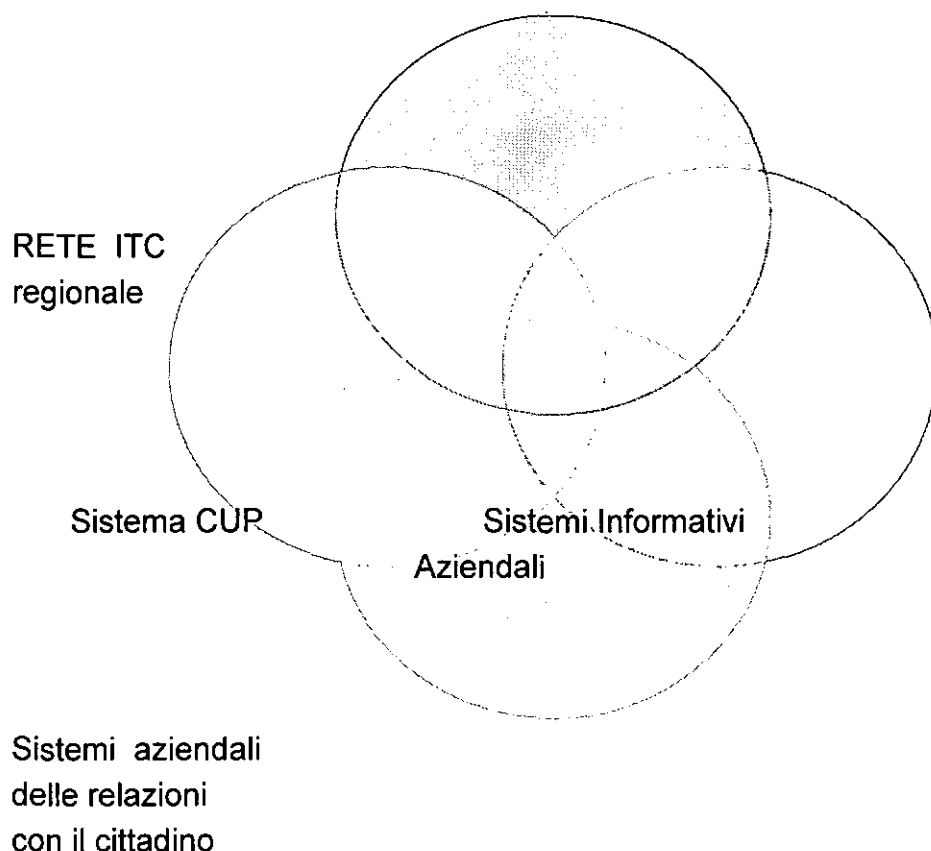 RETE ITC
regionale
Sistema CUP
Sistemi Informativi
Aziendali
Sistemi aziendali
delle relazioni
con il cittadino